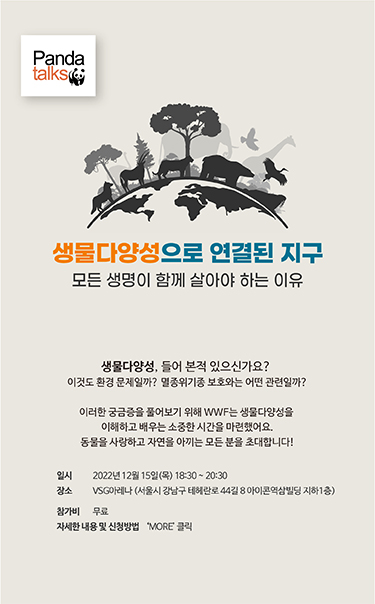 Panda
talks
생물다양성으로 연결된 지구
모든 생명이 함께 살아야 하는 이유
생물다양성, 들어 본적 있으신가요?
이것도 환경 문제일까? 멸종위기종 보호와는 어떤 관련일까?
이러한 궁금증을 풀어보기 위해 WWF는 생물다양성을
이해하고 배우는 소중한 시간을 마련했어요.
동물을 사랑하고 자연을 아끼는 모든 분을 초대합니다!
일시 2022년 12월 15일(목) 18:30 ~ 20:30
장소 VSG아레나 (서울시 강남구 테헤란로 44길 8 아이콘역삼빌딩 지하1층)
참가비 무료
자세한 내용 및 신청방법 'MORE' 클릭